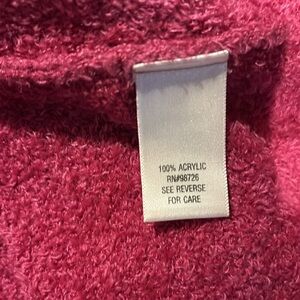 100% ACRYLIC
RN#98726
SEE REVERSE
FOR CARE